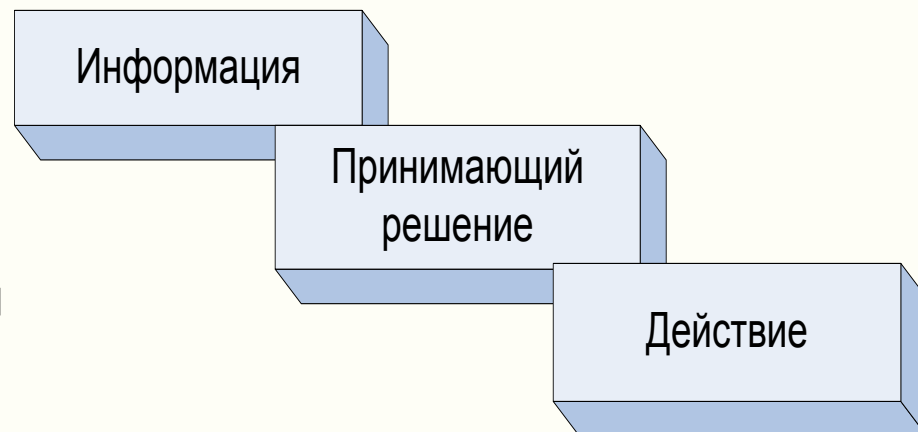 Информация
Принимающий
решение
Действие